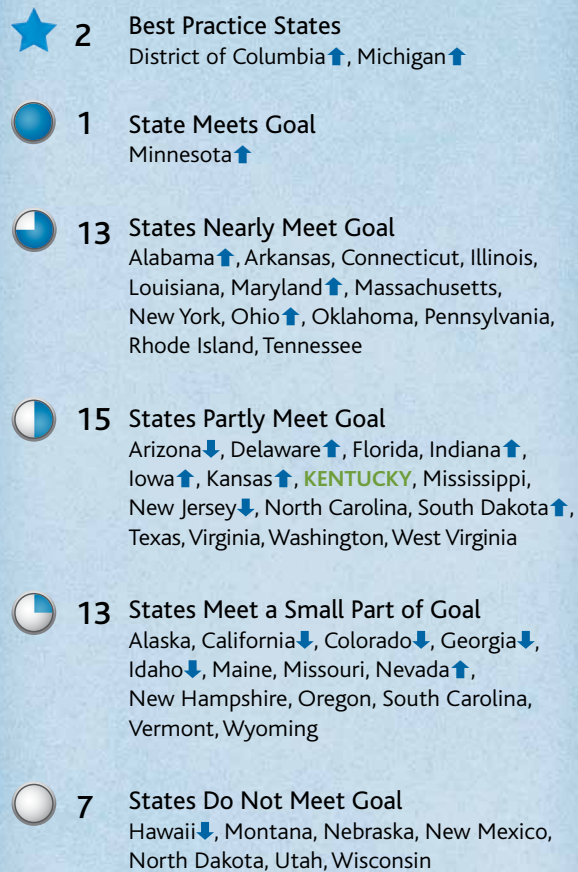 2 Best Practice States
District of Columbia⬆, Michigan⬆
1 State Meets Goal
Minnesota⬆
13 States Nearly Meet Goal
Alabama⬆, Arkansas, Connecticut, Illinois,
Louisiana, Maryland⬆, Massachusetts,
New York, Ohio⬆, Oklahoma, Pennsylvania,
Rhode Island, Tennessee
15 States Partly Meet Goal
Arizona⬇, Delaware⬆, Florida, Indiana⬆,
Iowa⬆, Kansas⬆, KENTUCKY, Mississippi,
New Jersey⬇, North Carolina, South Dakota⬆,
Texas, Virginia, Washington, West Virginia
13 States Meet a Small Part of Goal
Alaska, California⬇, Colorado⬇, Georgia⬇,
Idaho⬇, Maine, Missouri, Nevada⬆,
New Hampshire, Oregon, South Carolina,
Vermont, Wyoming
7 States Do Not Meet Goal
Hawaii⬇, Montana, Nebraska, New Mexico,
North Dakota, Utah, Wisconsin